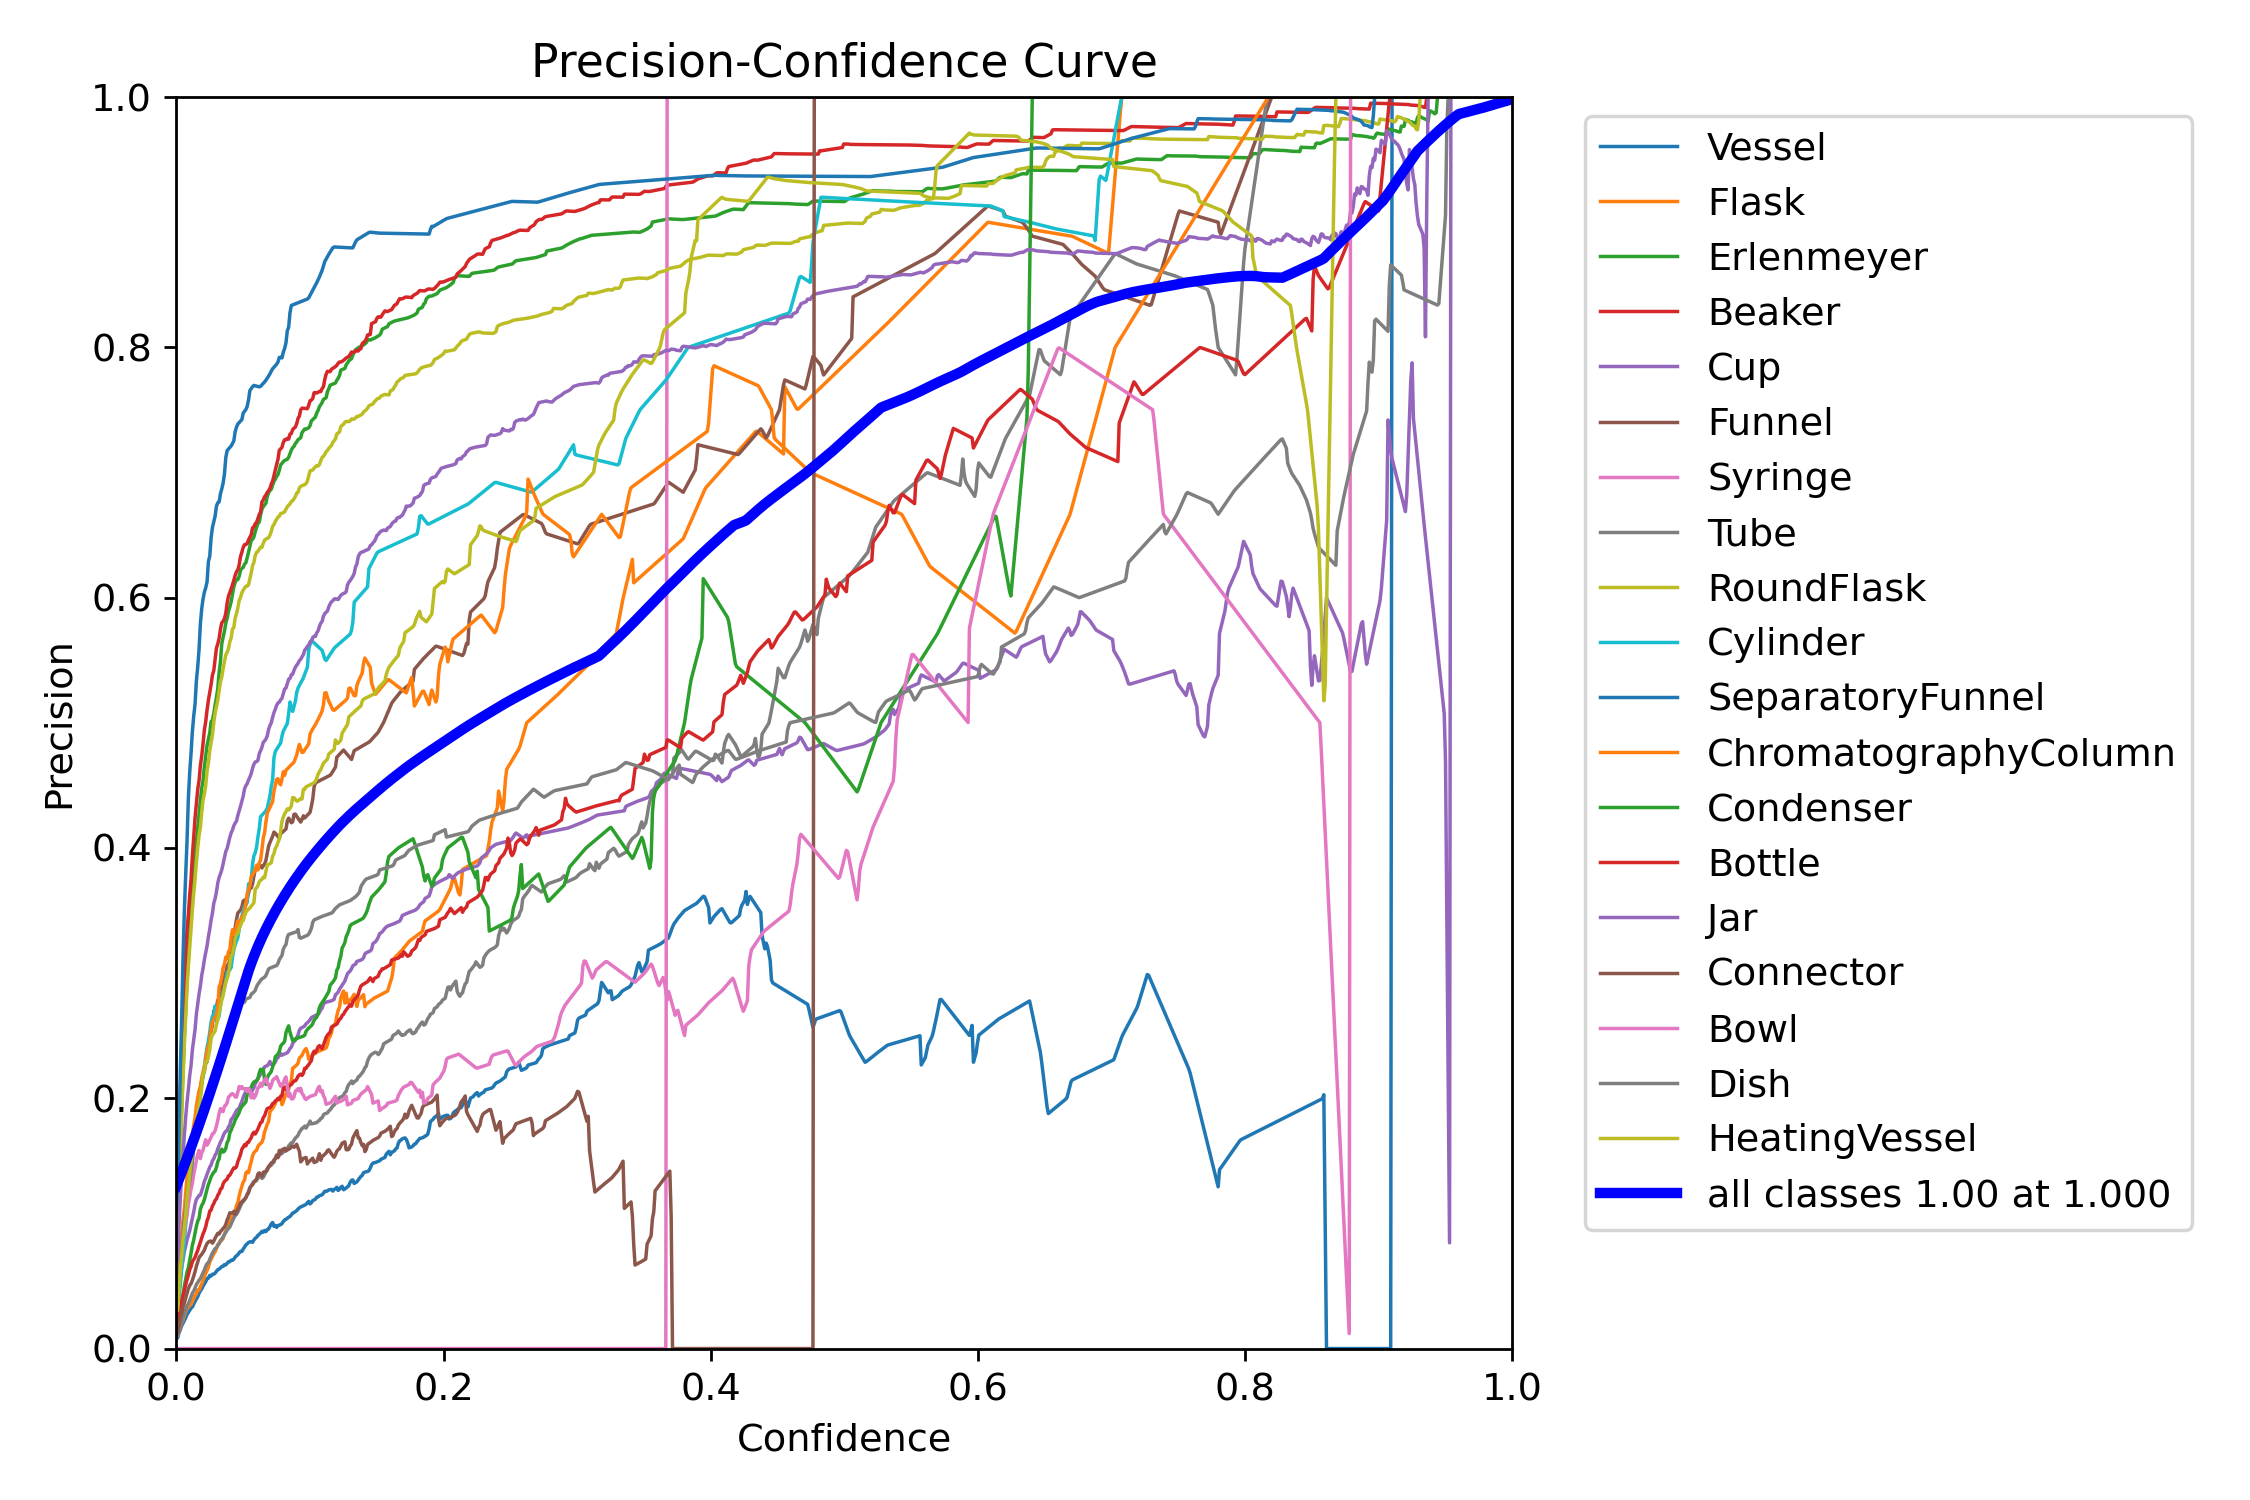 Precision-Confidence Curve
1.0
0.8
0.6
0.4
0.2
0.0
Precision
0.0 0.2 0.4 0.6 0.8 1.0
Confidence
Vessel
Flask
Erlenmeyer
Beaker
Cup
Funnel
Syringe
Tube
RoundFlask
Cylinder
SeparatoryFunnel
ChromatographyColumn
Condenser
Bottle
Jar
Connector
Bowl
Dish
HeatingVessel
all classes 1.00 at 1.000